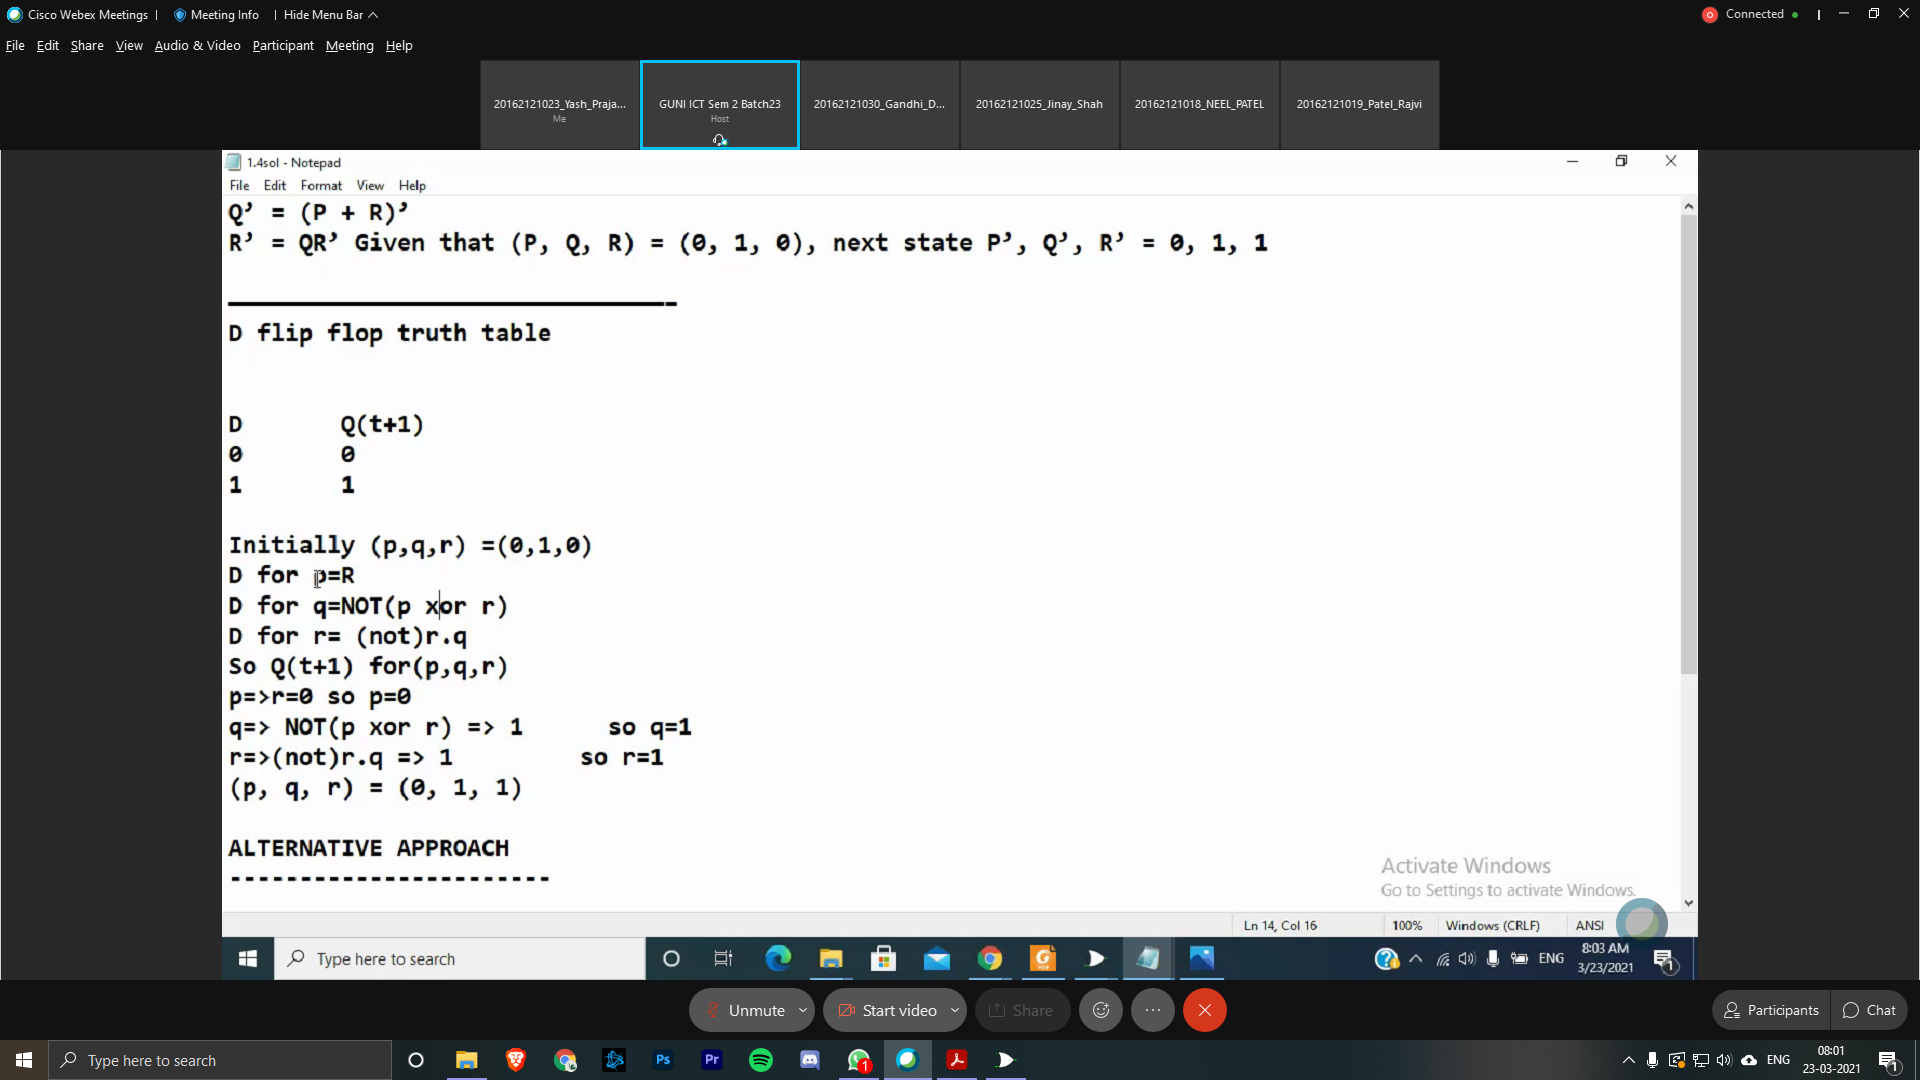 Cisco Webex Meetings | Meeting Info | Hide Menu Bar
Connected
File Edit Share View Audio & Video Participant Meeting Help
20162121023_Yash_Praja...
Me
GUNI ICT Sem 2 Batch23
Host
20162121030_Gandhi_D...
20162121025_Jinay_Shah
20162121018_NEEL_PATEL
20162121019_Patel_Rajvi
1.4sol - Notepad
File Edit Format View Help
Q’ = (P + R)’
R’ = QR’ Given that (P, Q, R) = (0, 1, 0), next state P’, Q’, R’ = 0, 1, 1
D flip flop truth table
D Q(t+1)
0 0
1 1
Initially (p,q,r) =(0,1,0)
D for p=R
D for q=NOT(p xor r)
D for r= (not)r.q
So Q(t+1) for(p,q,r)
p=>r=0 so p=0
q=> NOT(p xor r) => 1 so q=1
r=>(not)r.q => 1 so r=1
(p, q, r) = (0, 1, 1)
ALTERNATIVE APPROACH
-----------------------
Activate Windows
Go to Settings to activate Windows.
Ln 14, Col 16 100% Windows (CRLF) ANSI
Type here to search
ENG
8:03 AM
3/23/2021
1
Unmute
Start video
Share
Participants
Chat
Type here to search
Ps
Pr
1
ENG
08:01
23-03-2021
1